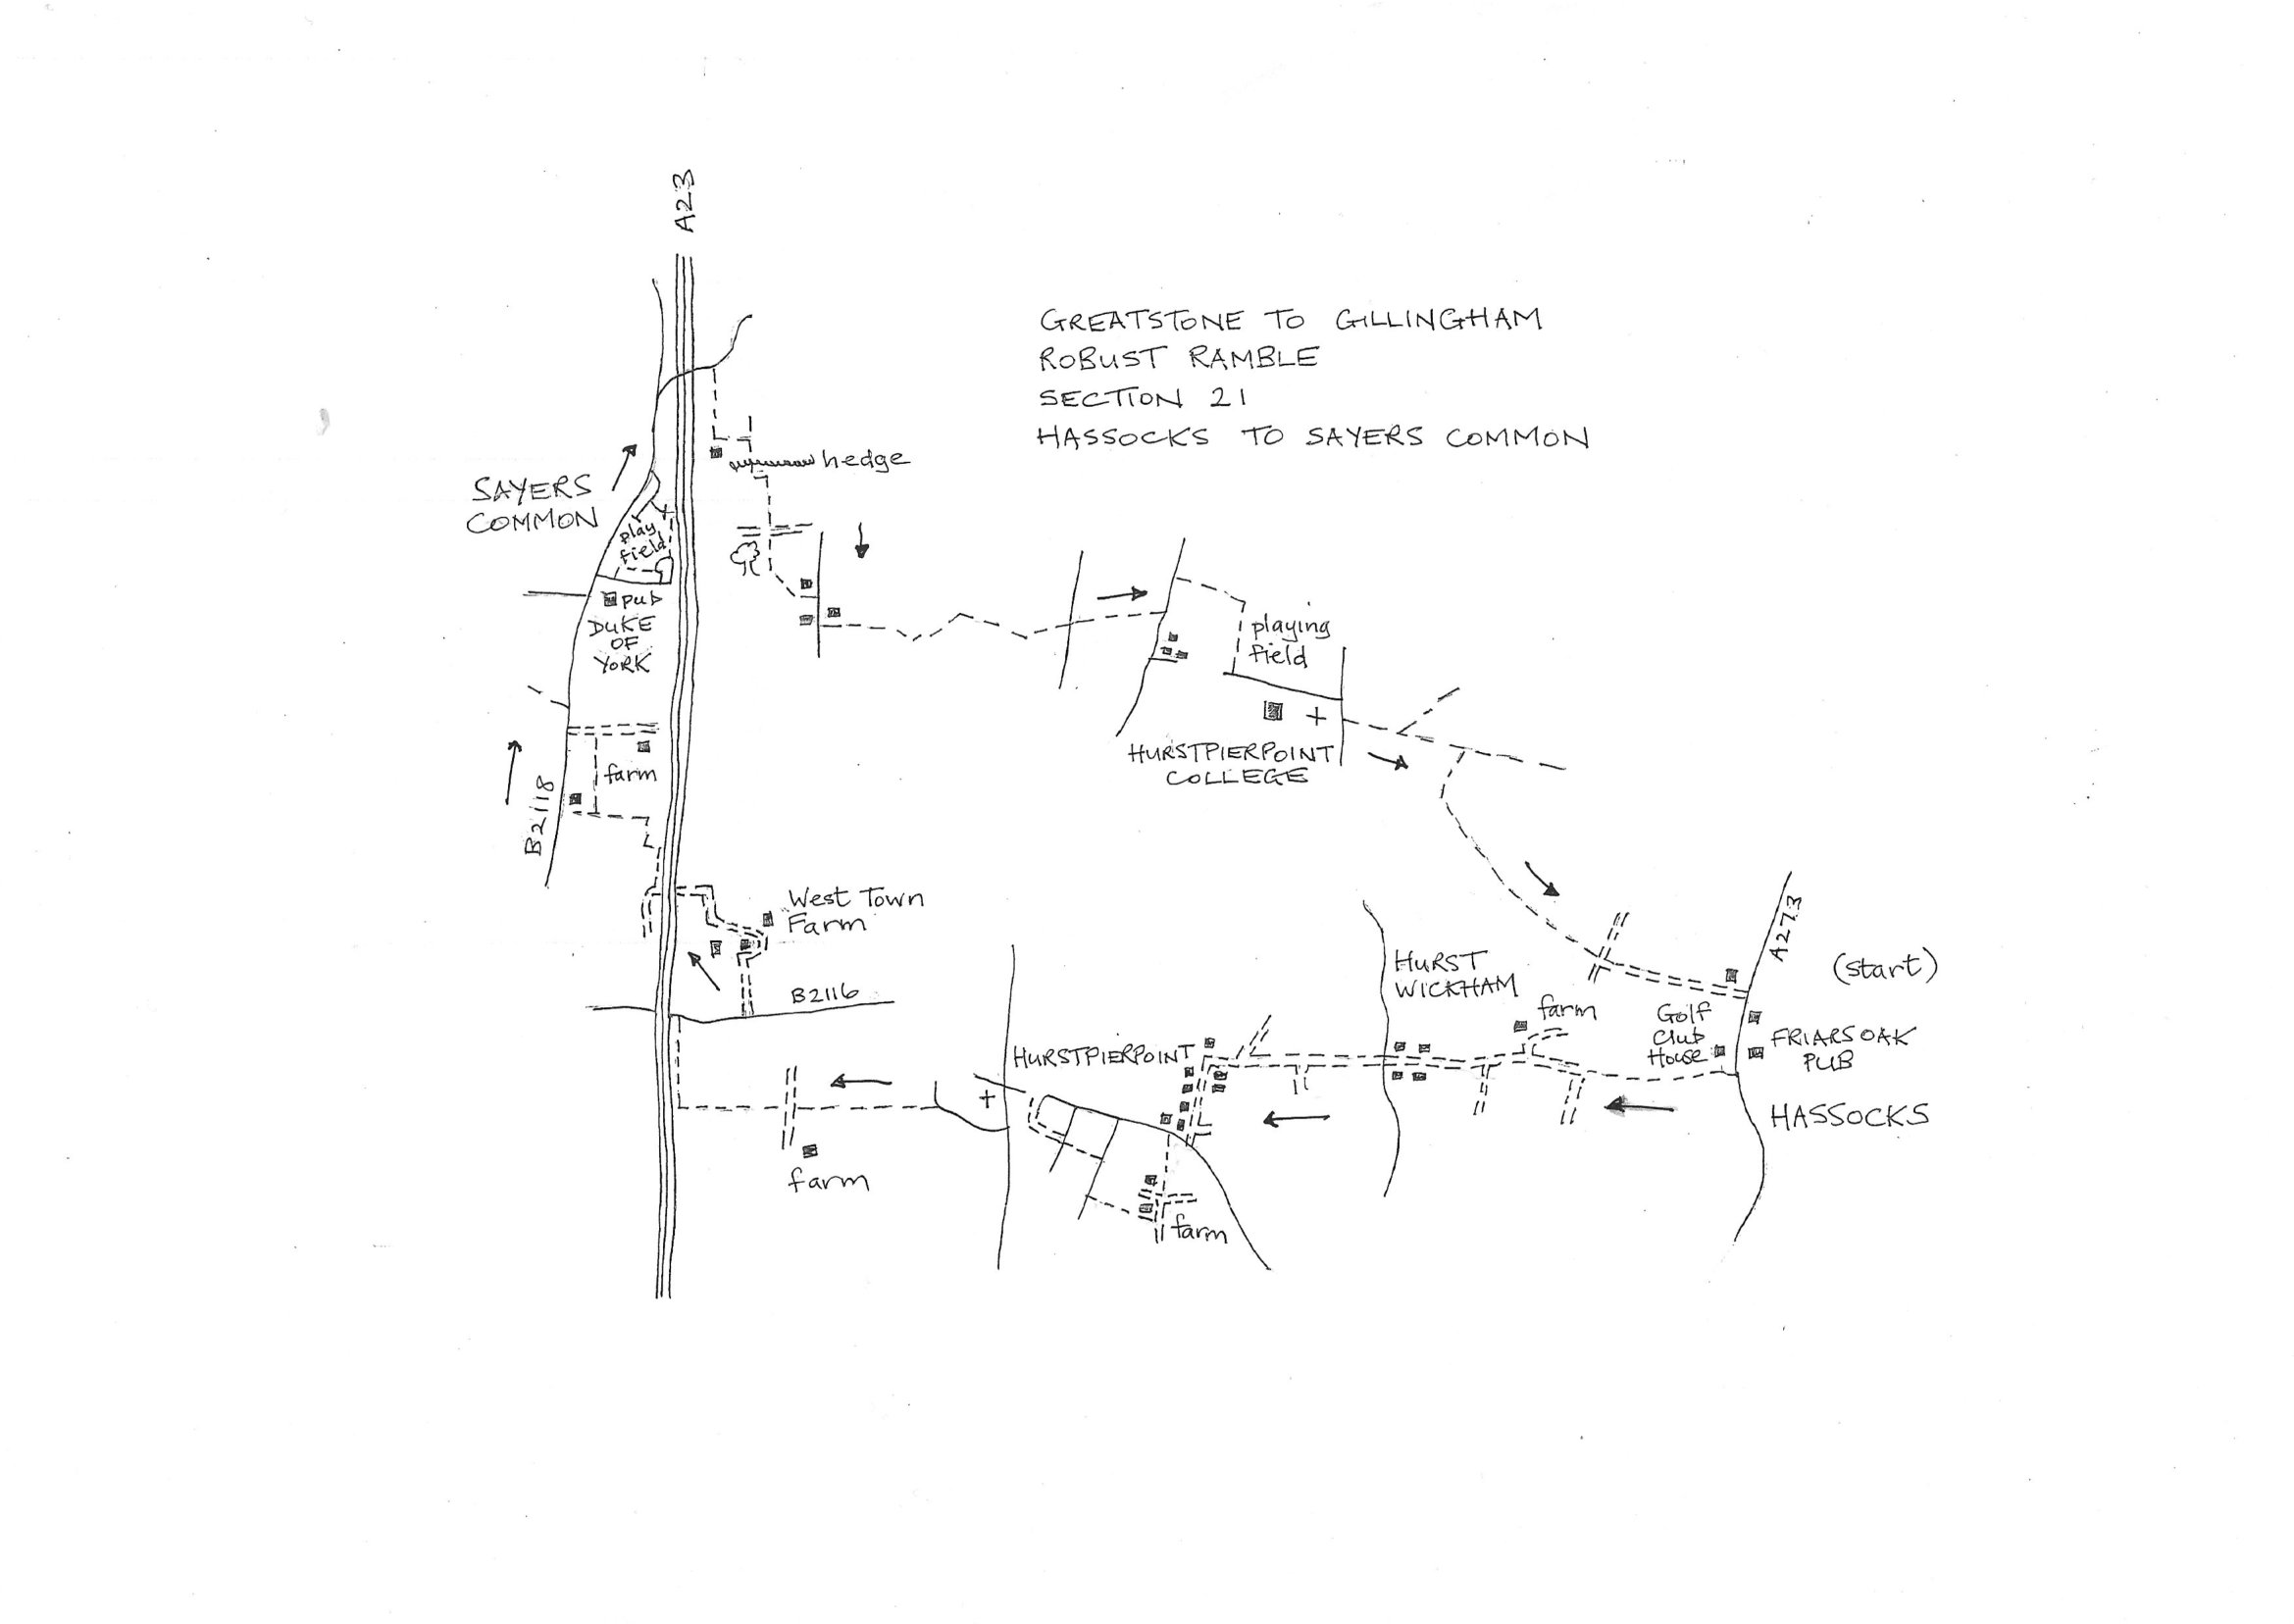 A23
GREATSTONE TO GILLINGHAM
ROBUST RAMBLE
SECTION 21
HASSOCKS TO SAYERS COMMON
hedge
SAYERS
COMMON
play
field
pub
DUKE
OF
YORK
playing
field
HURSTPIERPOINT
COLLEGE
farm
B2118
West Town
Farm
B2116
A273
(start)
HURST
WICKHAM
farm
Golf
Club
House
FRIARS OAK
PUB
HURSTPIERPOINT
HASSOCKS
farm
farm